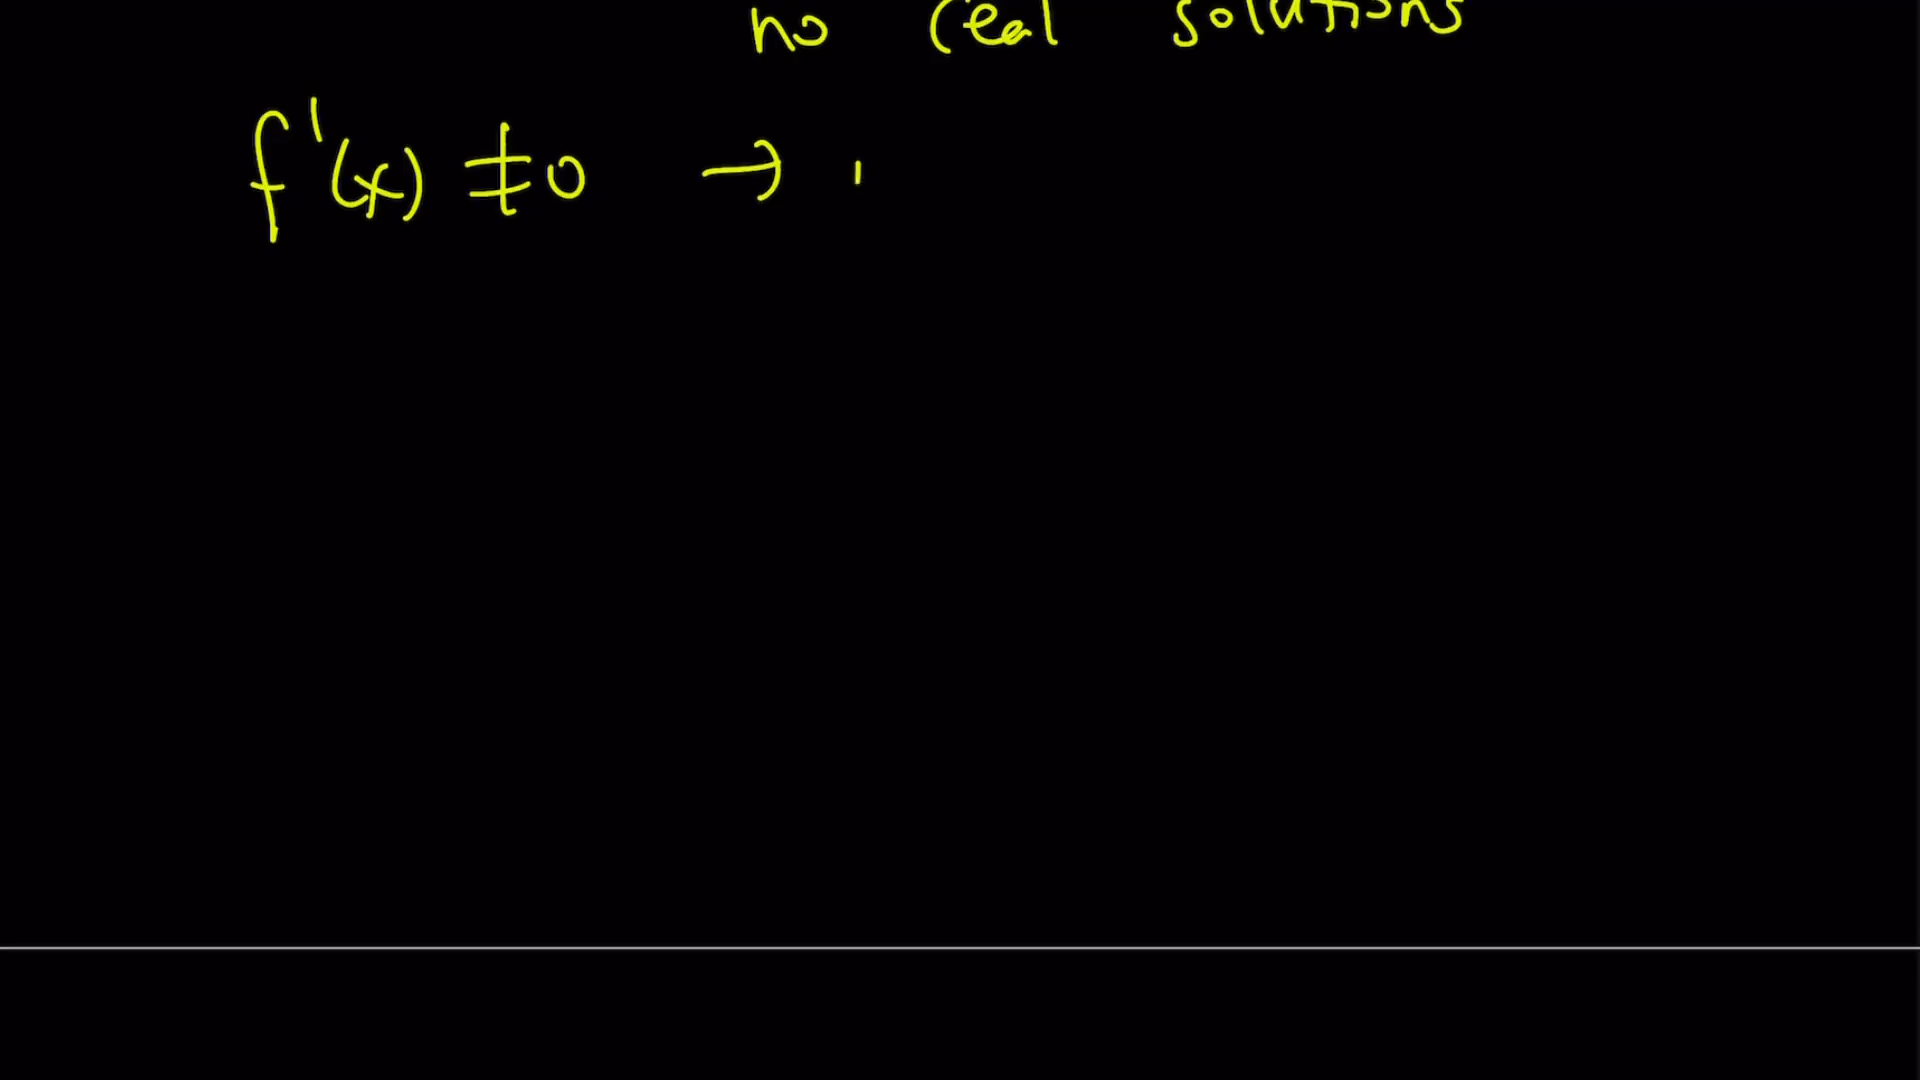 no real solutions
f'(x) ≠ 0 →